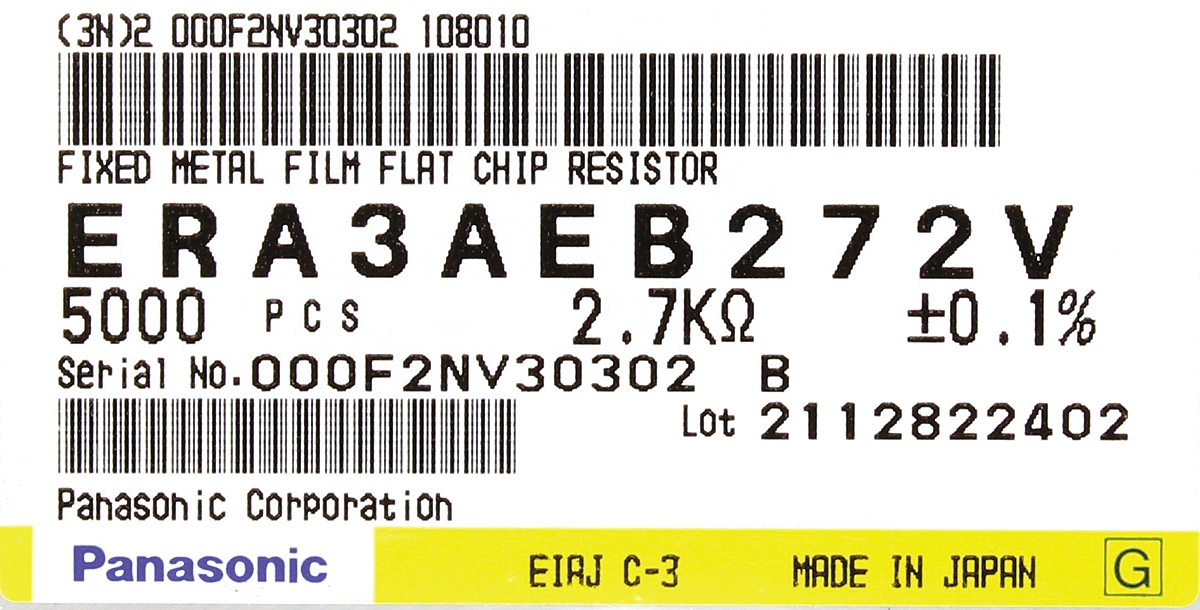 (3N)2 000F2NV30302 108010
FIXED METAL FILM FLAT CHIP RESISTOR
ERA3AEB272V
5000 PCS 2.7KΩ ±0.1%
Serial No.000F2NV30302 B
Lot 2112822402
Panasonic Corporation
Panasonic EIAJ C-3 MADE IN JAPAN G